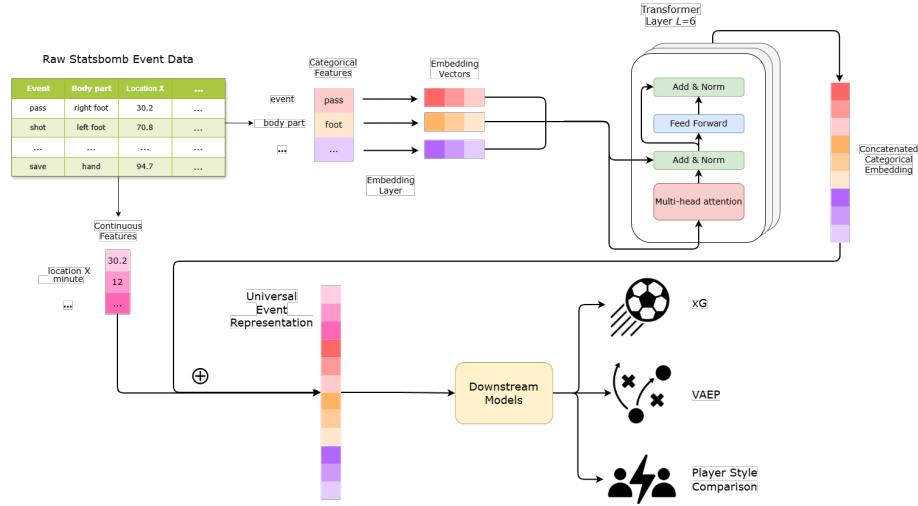 Raw Statsbomb Event Data
Event Body part Location X ...
pass right foot 30.2 ...
shot left foot 70.8 ...
... ... ... ...
save hand 94.7 ...
Categorical
Features
event
pass
body part
foot
...
...
Embedding
Vectors
Embedding
Layer
Transformer
Layer L=6
Add & Norm
Feed Forward
Add & Norm
Multi-head attention
Concatenated
Categorical
Embedding
Continuous
Features
location X
minute
...
30.2
12
...
Universal
Event
Representation
Downstream
Models
xG
VAEP
Player Style
Comparison